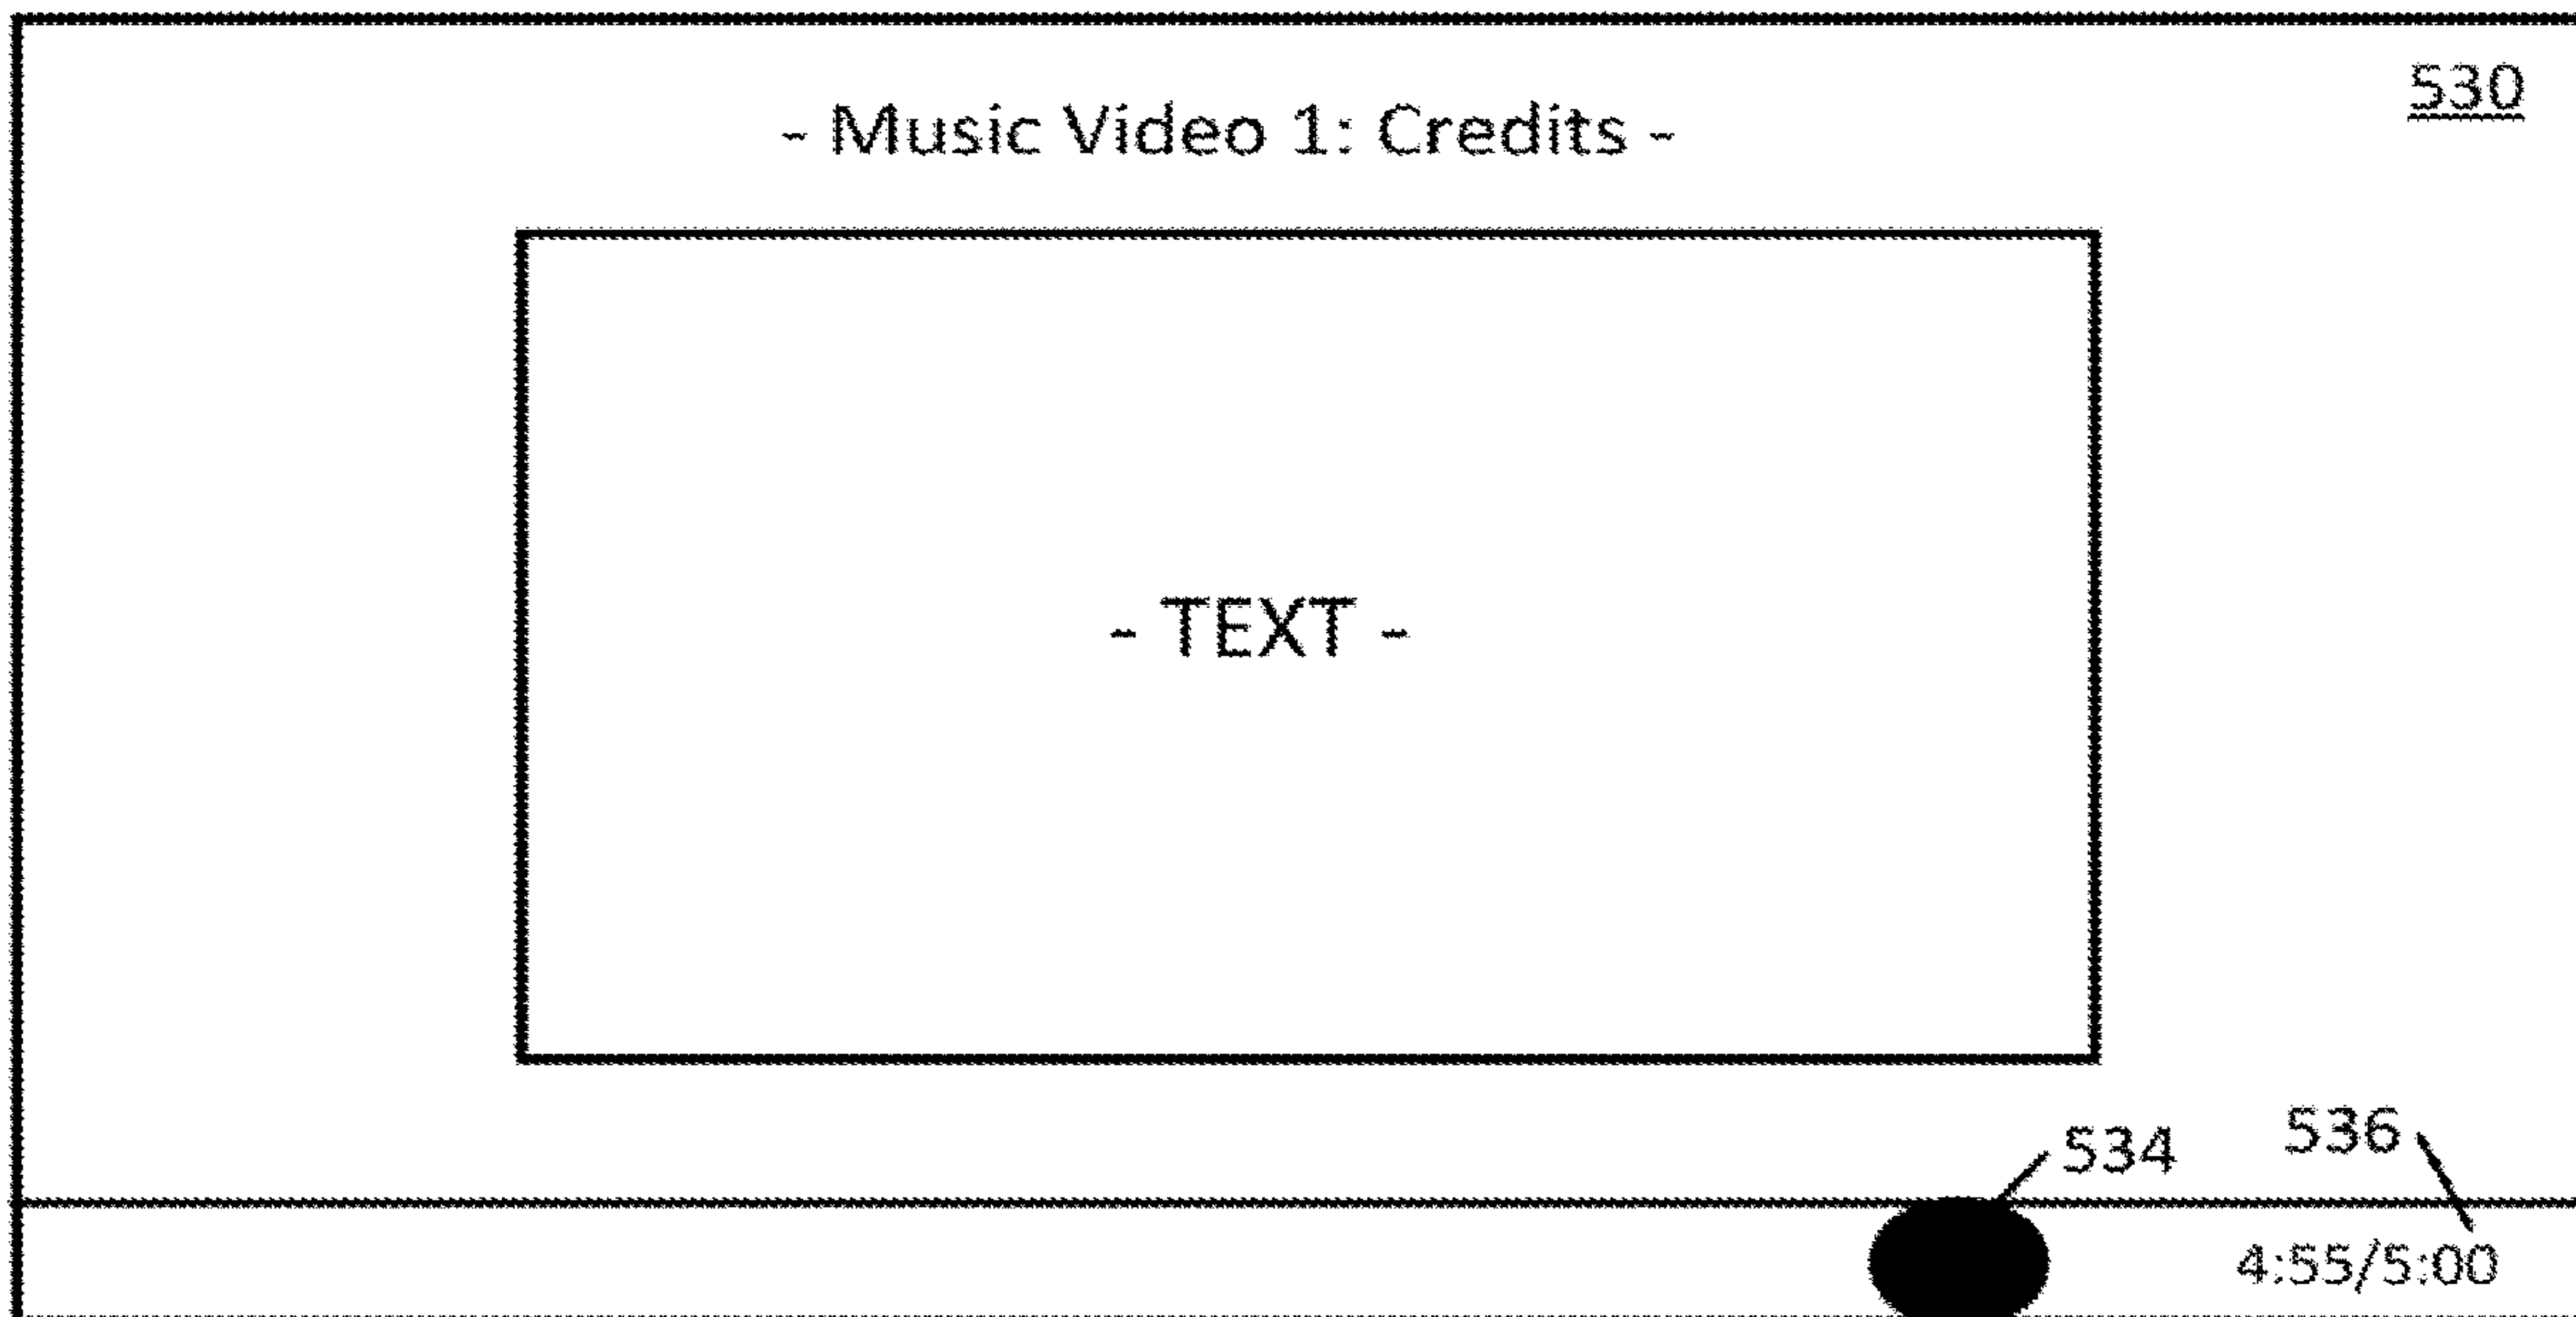 530
- Music Video 1: Credits -
- TEXT -
534
536
4:55/5:00